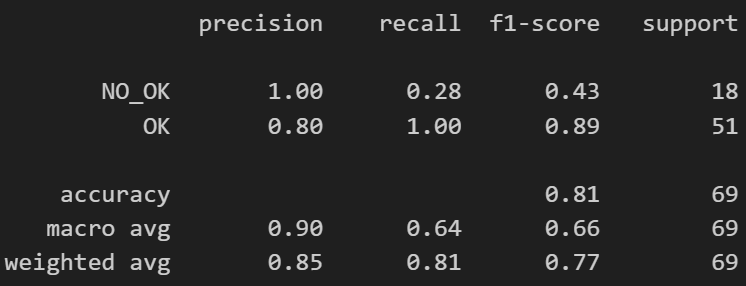 precision recall f1-score support
NO_OK 1.00 0.28 0.43 18
OK 0.80 1.00 0.89 51
accuracy 0.81 69
macro avg 0.90 0.64 0.66 69
weighted avg 0.85 0.81 0.77 69